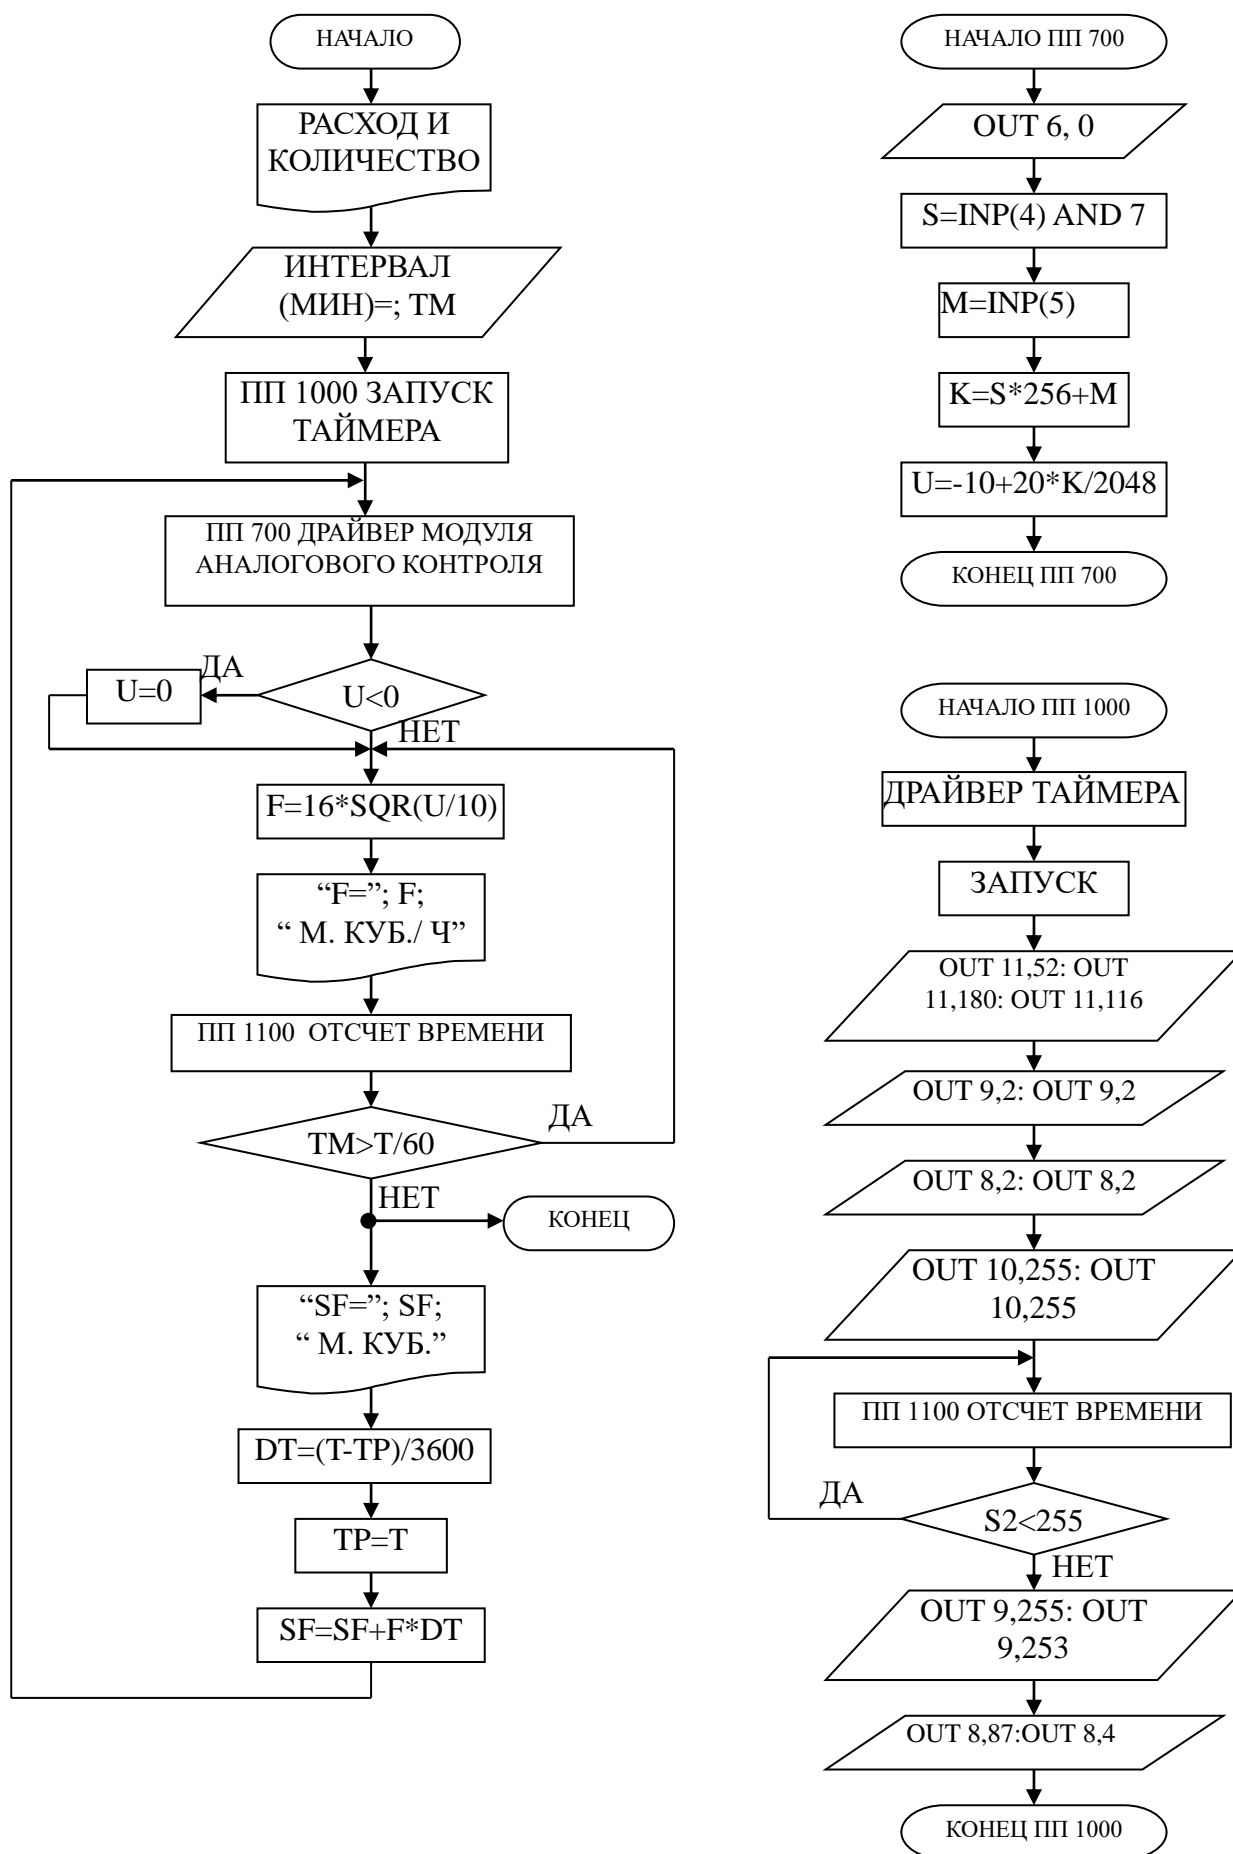 НАЧАЛО
РАСХОД И
КОЛИЧЕСТВО
ИНТЕРВАЛ
(МИН)=; ТМ
ПП 1000 ЗАПУСК
ТАЙМЕРА
ПП 700 ДРАЙВЕР МОДУЛЯ
АНАЛОГОВОГО КОНТРОЛЯ
ДА
U=0
U<0
НЕТ
F=16*SQR(U/10)
“F=”; F;
“ М. КУБ./ Ч”
ПП 1100 ОТСЧЕТ ВРЕМЕНИ
ДА
TM>T/60
НЕТ
КОНЕЦ
“SF=”; SF;
“ М. КУБ.”
DT=(T-TP)/3600
TP=T
SF=SF+F*DT
НАЧАЛО ПП 700
OUT 6, 0
S=INP(4) AND 7
M=INP(5)
K=S*256+M
U=-10+20*K/2048
КОНЕЦ ПП 700
НАЧАЛО ПП 1000
ДРАЙВЕР ТАЙМЕРА
ЗАПУСК
OUT 11,52: OUT
11,180: OUT 11,116
OUT 9,2: OUT 9,2
OUT 8,2: OUT 8,2
OUT 10,255: OUT
10,255
ПП 1100 ОТСЧЕТ ВРЕМЕНИ
ДА
S2<255
НЕТ
OUT 9,255: OUT
9,253
OUT 8,87:OUT 8,4
КОНЕЦ ПП 1000